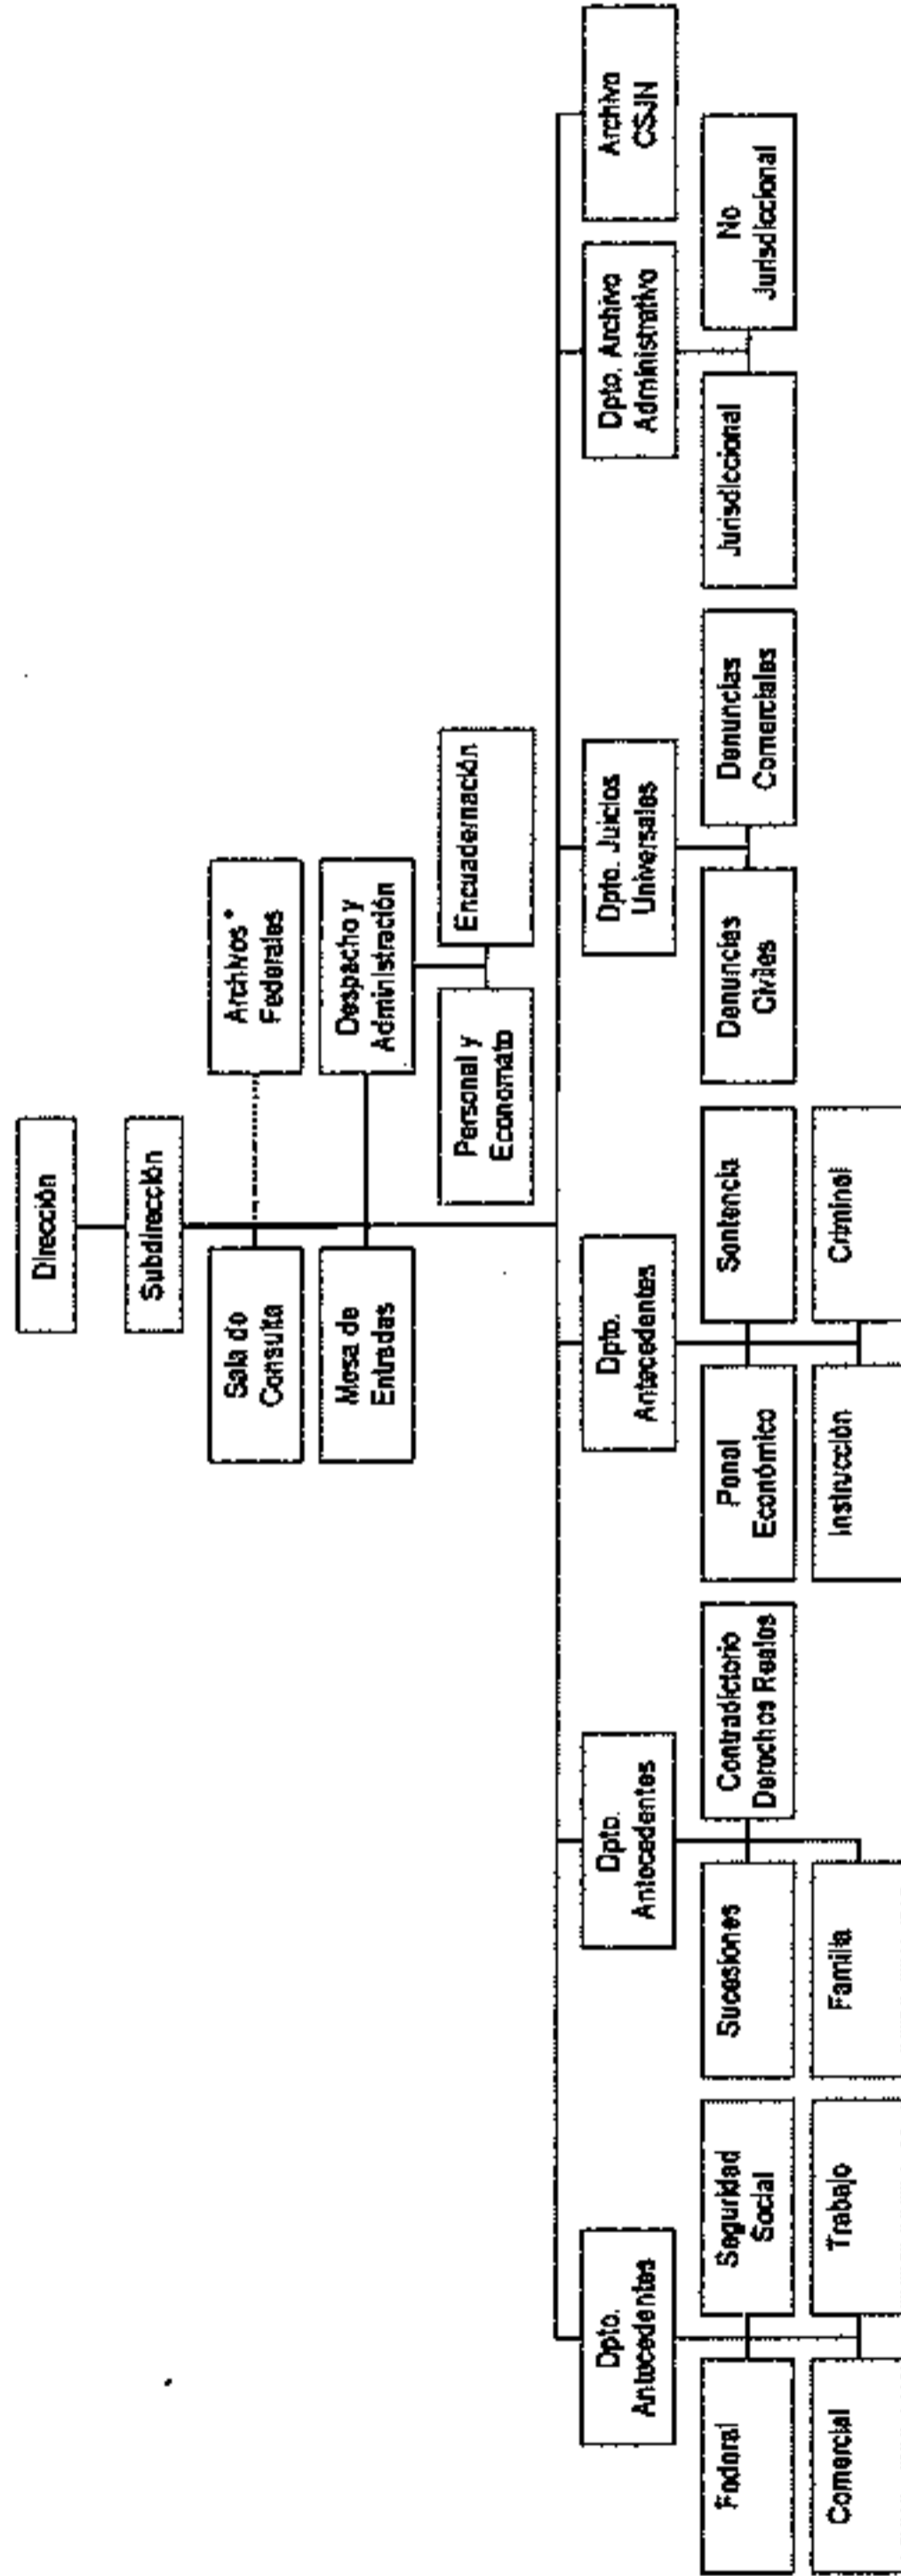 Dirección
Subdirección
Sala de
Consulta
Archivos *
Federales
Mesa de
Entradas
Despacho y
Administración
Personal y
Economato
Encuadernación
Dpto.
Antecedentes
Dpto.
Antecedentes
Dpto.
Antecedentes
Dpto. Juicios
Universales
Dpto. Archivo
Administrativo
Archivo
CSJN
Federal
Seguridad
Social
Sucesiones
Contradictorio
Derechos Reales
Penal
Económico
Sentencia
Denuncias
Civiles
Denuncias
Comerciales
Jurisdiccional
No
Jurisdiccional
Comercial
Trabajo
Familia
Instrucción
Criminal